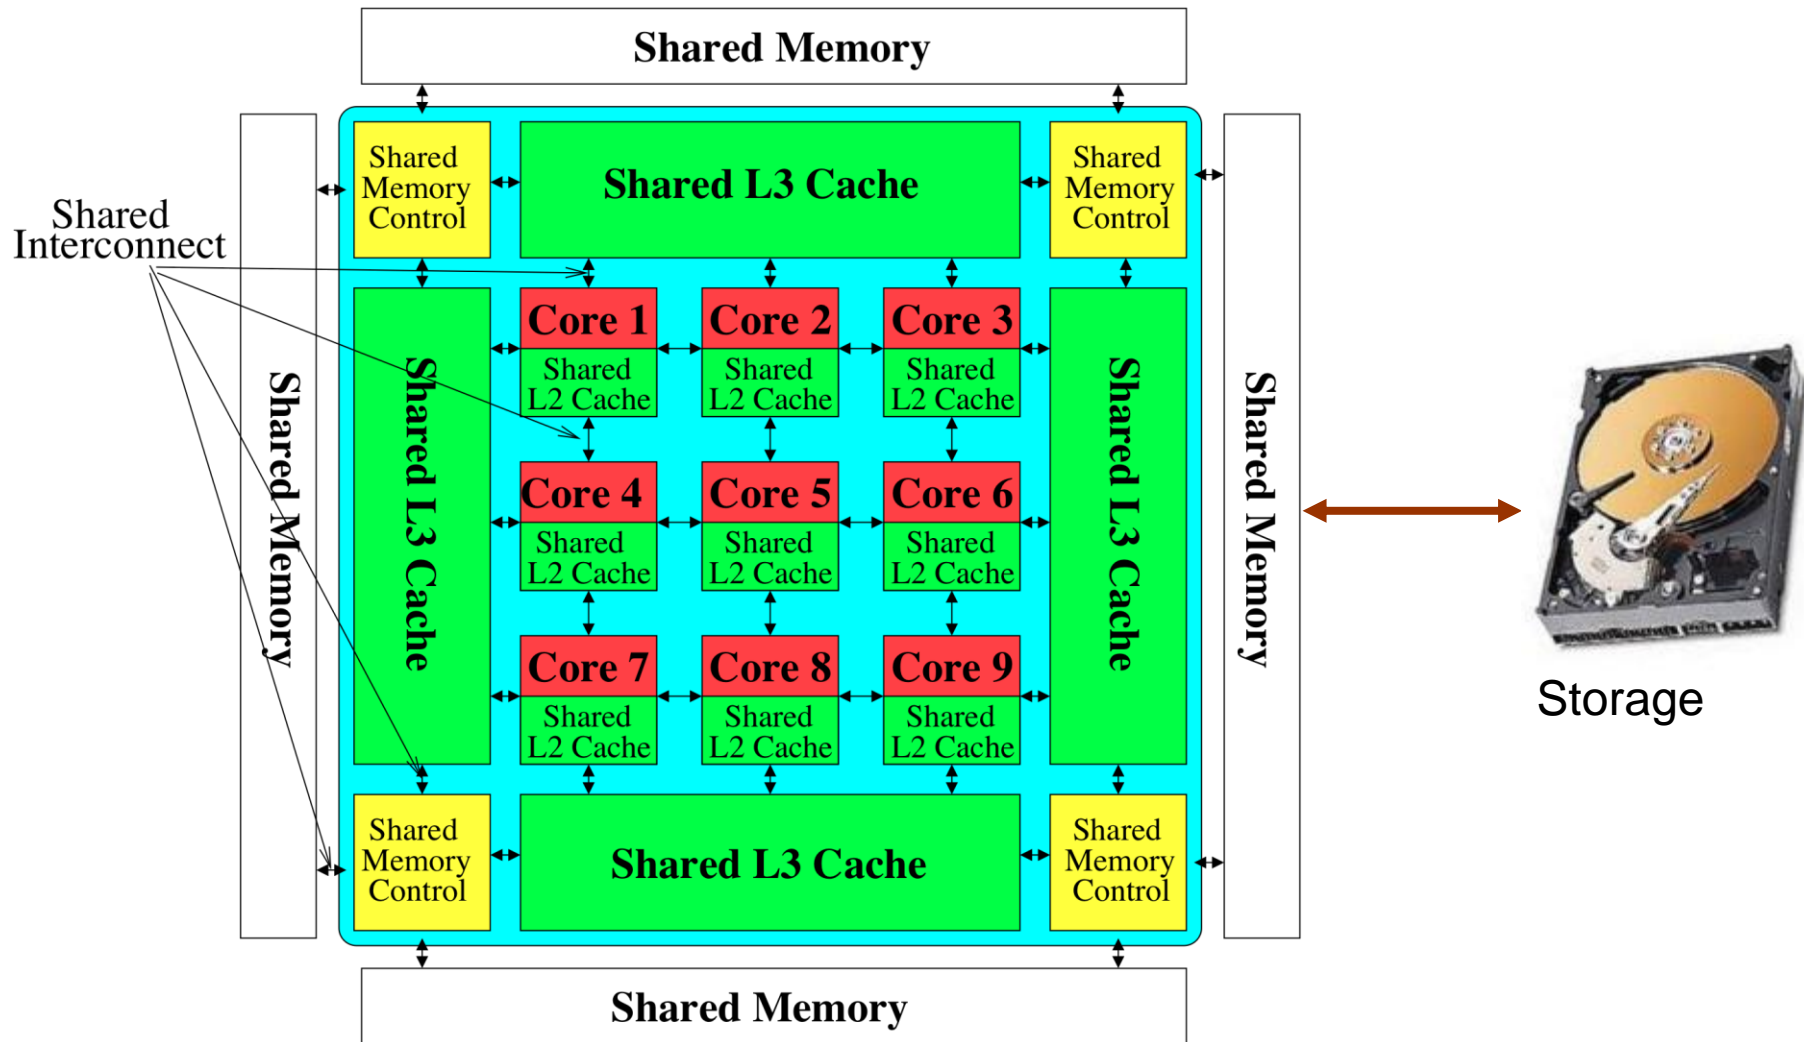 Shared Memory
Shared
Memory
Control
Shared L3 Cache
Shared
Memory
Control
Shared
Interconnect
Shared Memory
Shared L3 Cache
Core 1
Shared
L2 Cache
Core 2
Shared
L2 Cache
Core 3
Shared
L2 Cache
Core 4
Shared
L2 Cache
Core 5
Shared
L2 Cache
Core 6
Shared
L2 Cache
Core 7
Shared
L2 Cache
Core 8
Shared
L2 Cache
Core 9
Shared
L2 Cache
Shared L3 Cache
Shared Memory
Storage
Shared
Memory
Control
Shared L3 Cache
Shared
Memory
Control
Shared Memory